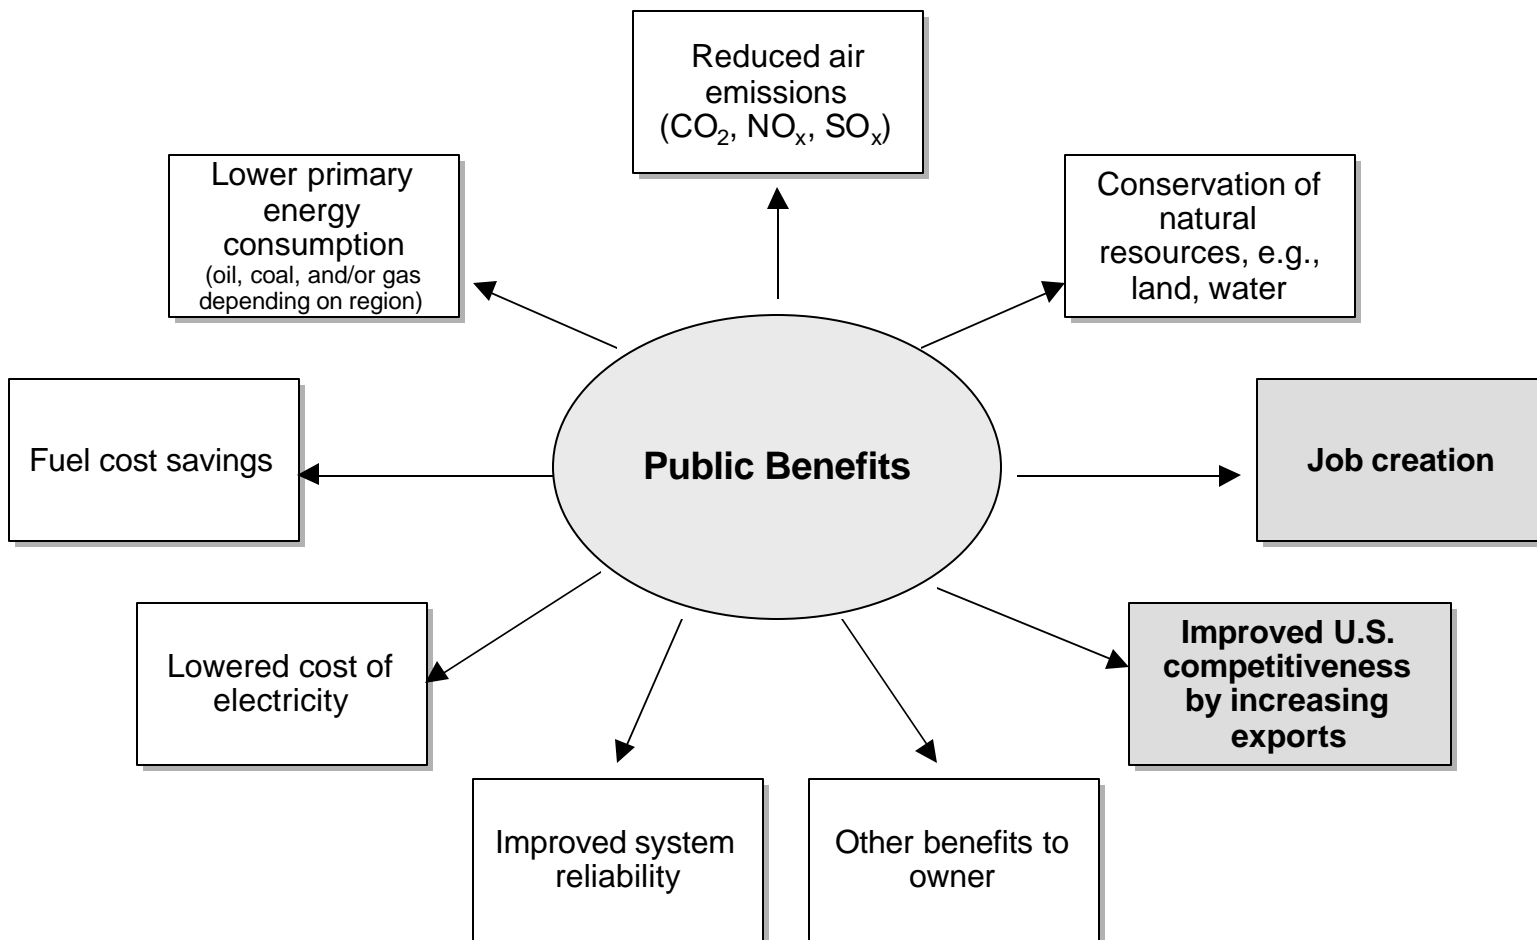 Reduced air
emissions
(CO₂, NOₓ, SOₓ)
Lower primary
energy
consumption
(oil, coal, and/or gas
depending on region)
Conservation of
natural
resources, e.g.,
land, water
Fuel cost savings
Public Benefits
Job creation
Lowered cost of
electricity
Improved U.S.
competitiveness
by increasing
exports
Improved system
reliability
Other benefits to
owner